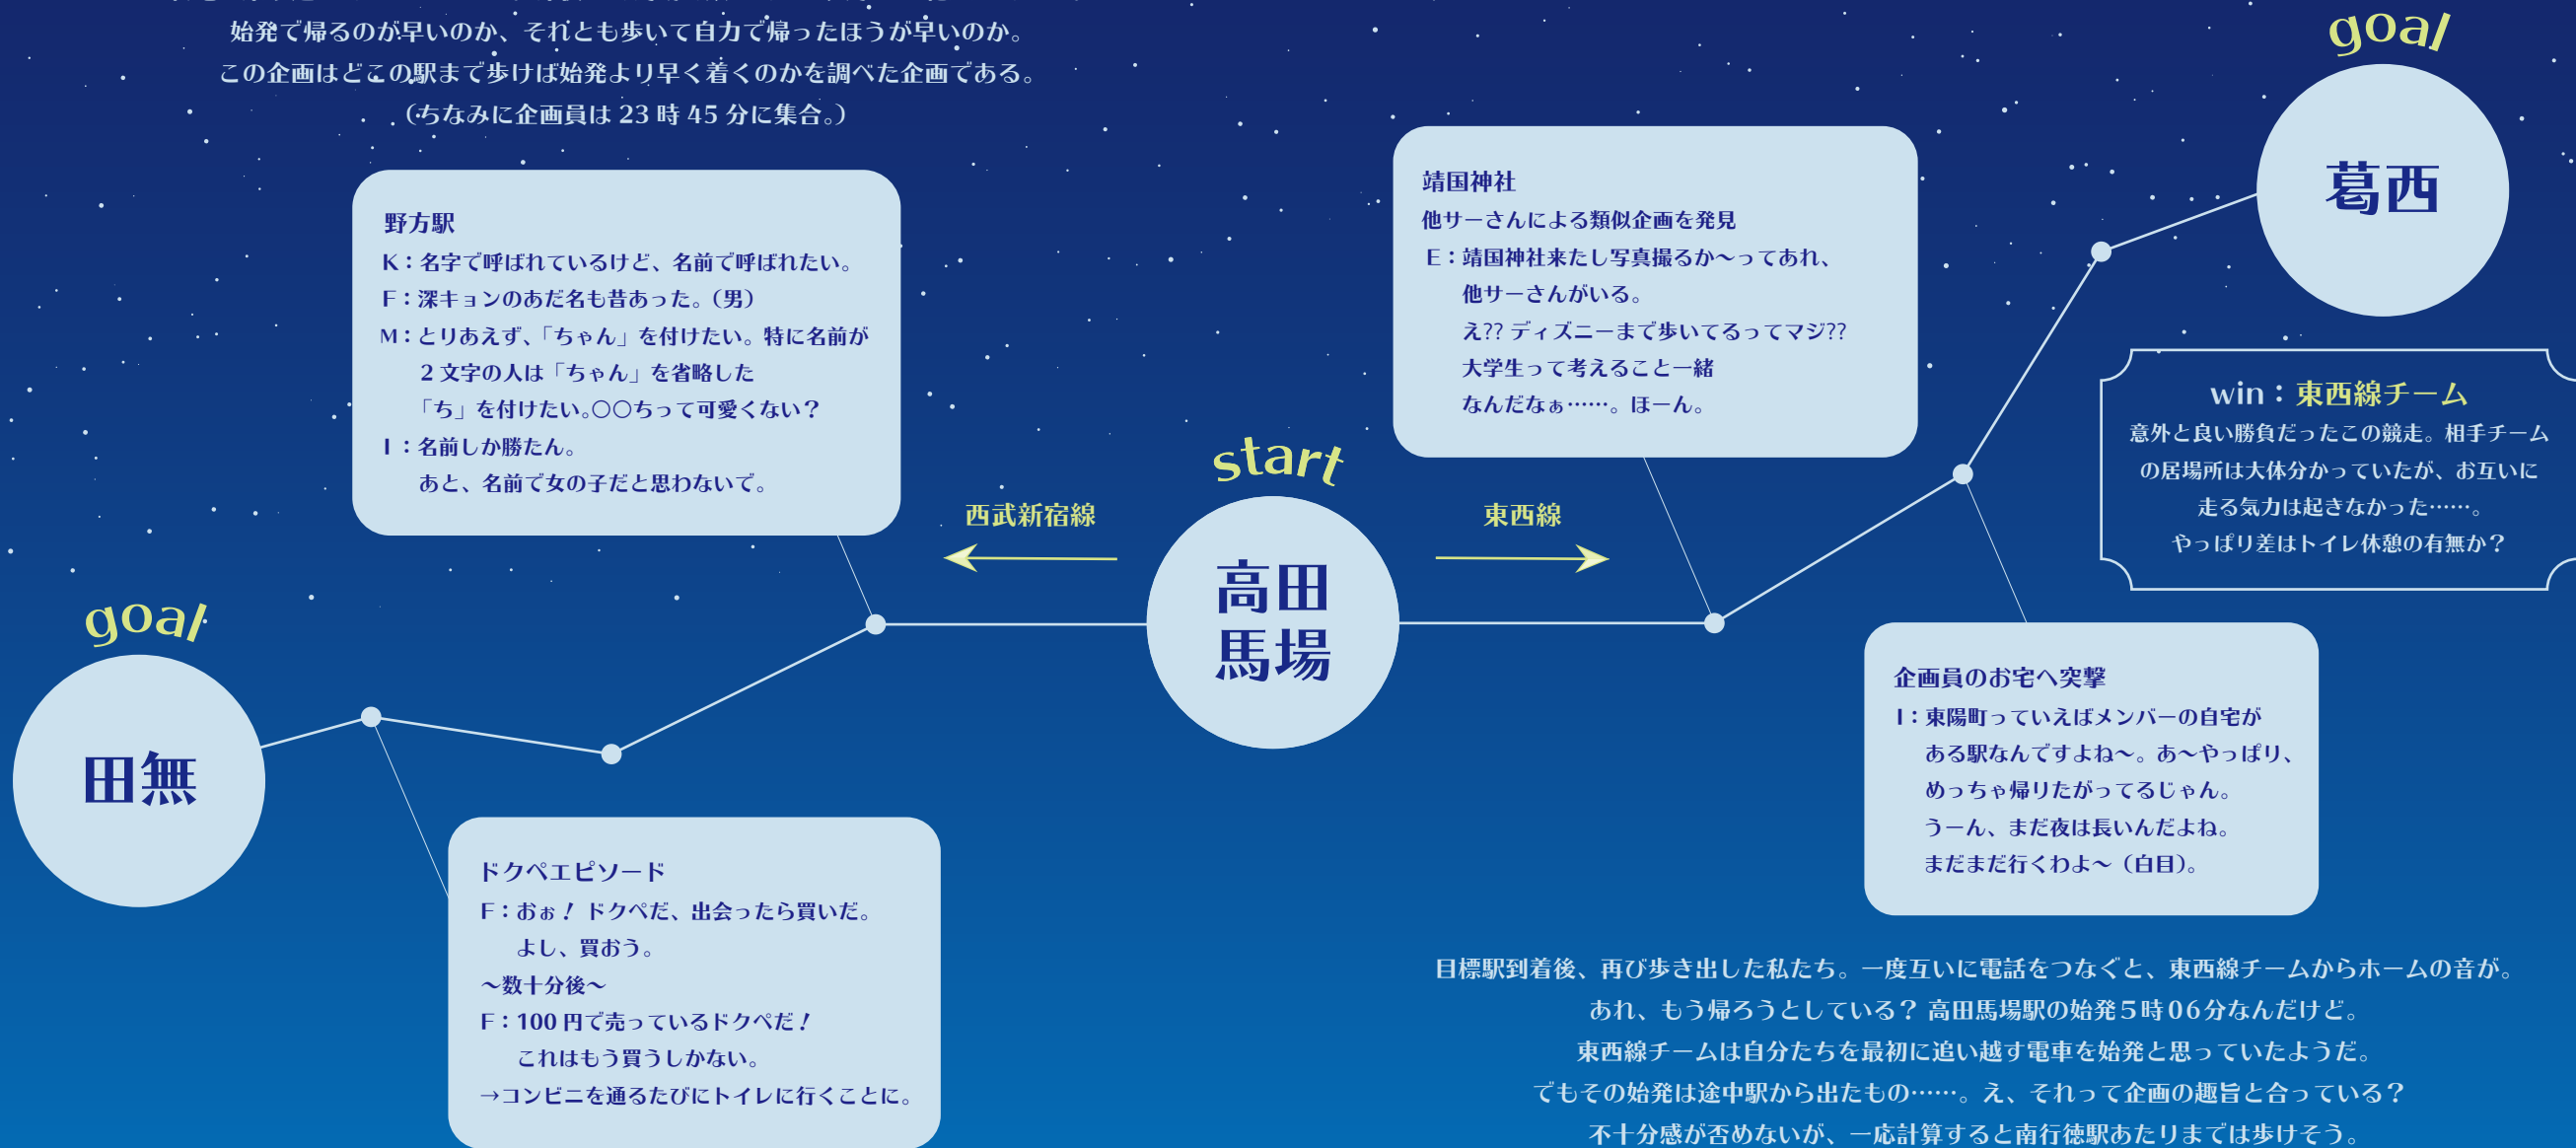 始発で帰るのが早いのか、それとも歩いて自力で帰ったほうが早いのか。
この企画はどこの駅まで歩けば始発より早く着くのかを調べた企画である。
（ちなみに企画員は 23 時 45 分に集合。）
野方駅
K：名字で呼ばれているけど、名前で呼ばれたい。
F：深キョンのあだ名も昔あった。（男）
M：とりあえず、「ちゃん」を付けたい。特に名前が
2 文字の人は「ちゃん」を省略した
「ち」を付けたい。〇〇ちって可愛くない？
I：名前しか勝たん。
あと、名前で女の子だと思わないで。
靖国神社
他サーさんによる類似企画を発見
E：靖国神社来たし写真撮るか〜ってあれ、
他サーさんがいる。
え?? ディズニーまで歩いてるってマジ??
大学生って考えること一緒
なんだなぁ……。ほーん。
goal
葛西
win：東西線チーム
意外と良い勝負だったこの競走。相手チーム
の居場所は大体分かっていたが、お互いに
走る気力は起きなかった……。
やっぱり差はトイレ休憩の有無か？
西武新宿線
start
高田
馬場
東西線
goal
田無
ドクペエピソード
F：おぉ！ ドクペだ、出会ったら買いだ。
よし、買おう。
〜数十分後〜
F：100 円で売っているドクペだ！
これはもう買うしかない。
→コンビニを通るたびにトイレに行くことに。
企画員のお宅へ突撃
I：東陽町っていえばメンバーの自宅が
ある駅なんですよね〜。あ〜やっぱり、
めっちゃ帰りたがってるじゃん。
うーん、まだ夜は長いんだよね。
まだまだ行くわよ〜（白目）。
目標駅到着後、再び歩き出した私たち。一度互いに電話をつなぐと、東西線チームからホームの音が。
あれ、もう帰ろうとしている？ 高田馬場駅の始発５時０６分なんだけど。
東西線チームは自分たちを最初に追い越す電車を始発と思っていたようだ。
でもその始発は途中駅から出たもの……。え、それって企画の趣旨と合っている？
不十分感が否めないが、一応計算すると南行徳駅あたりまでは歩けそう。